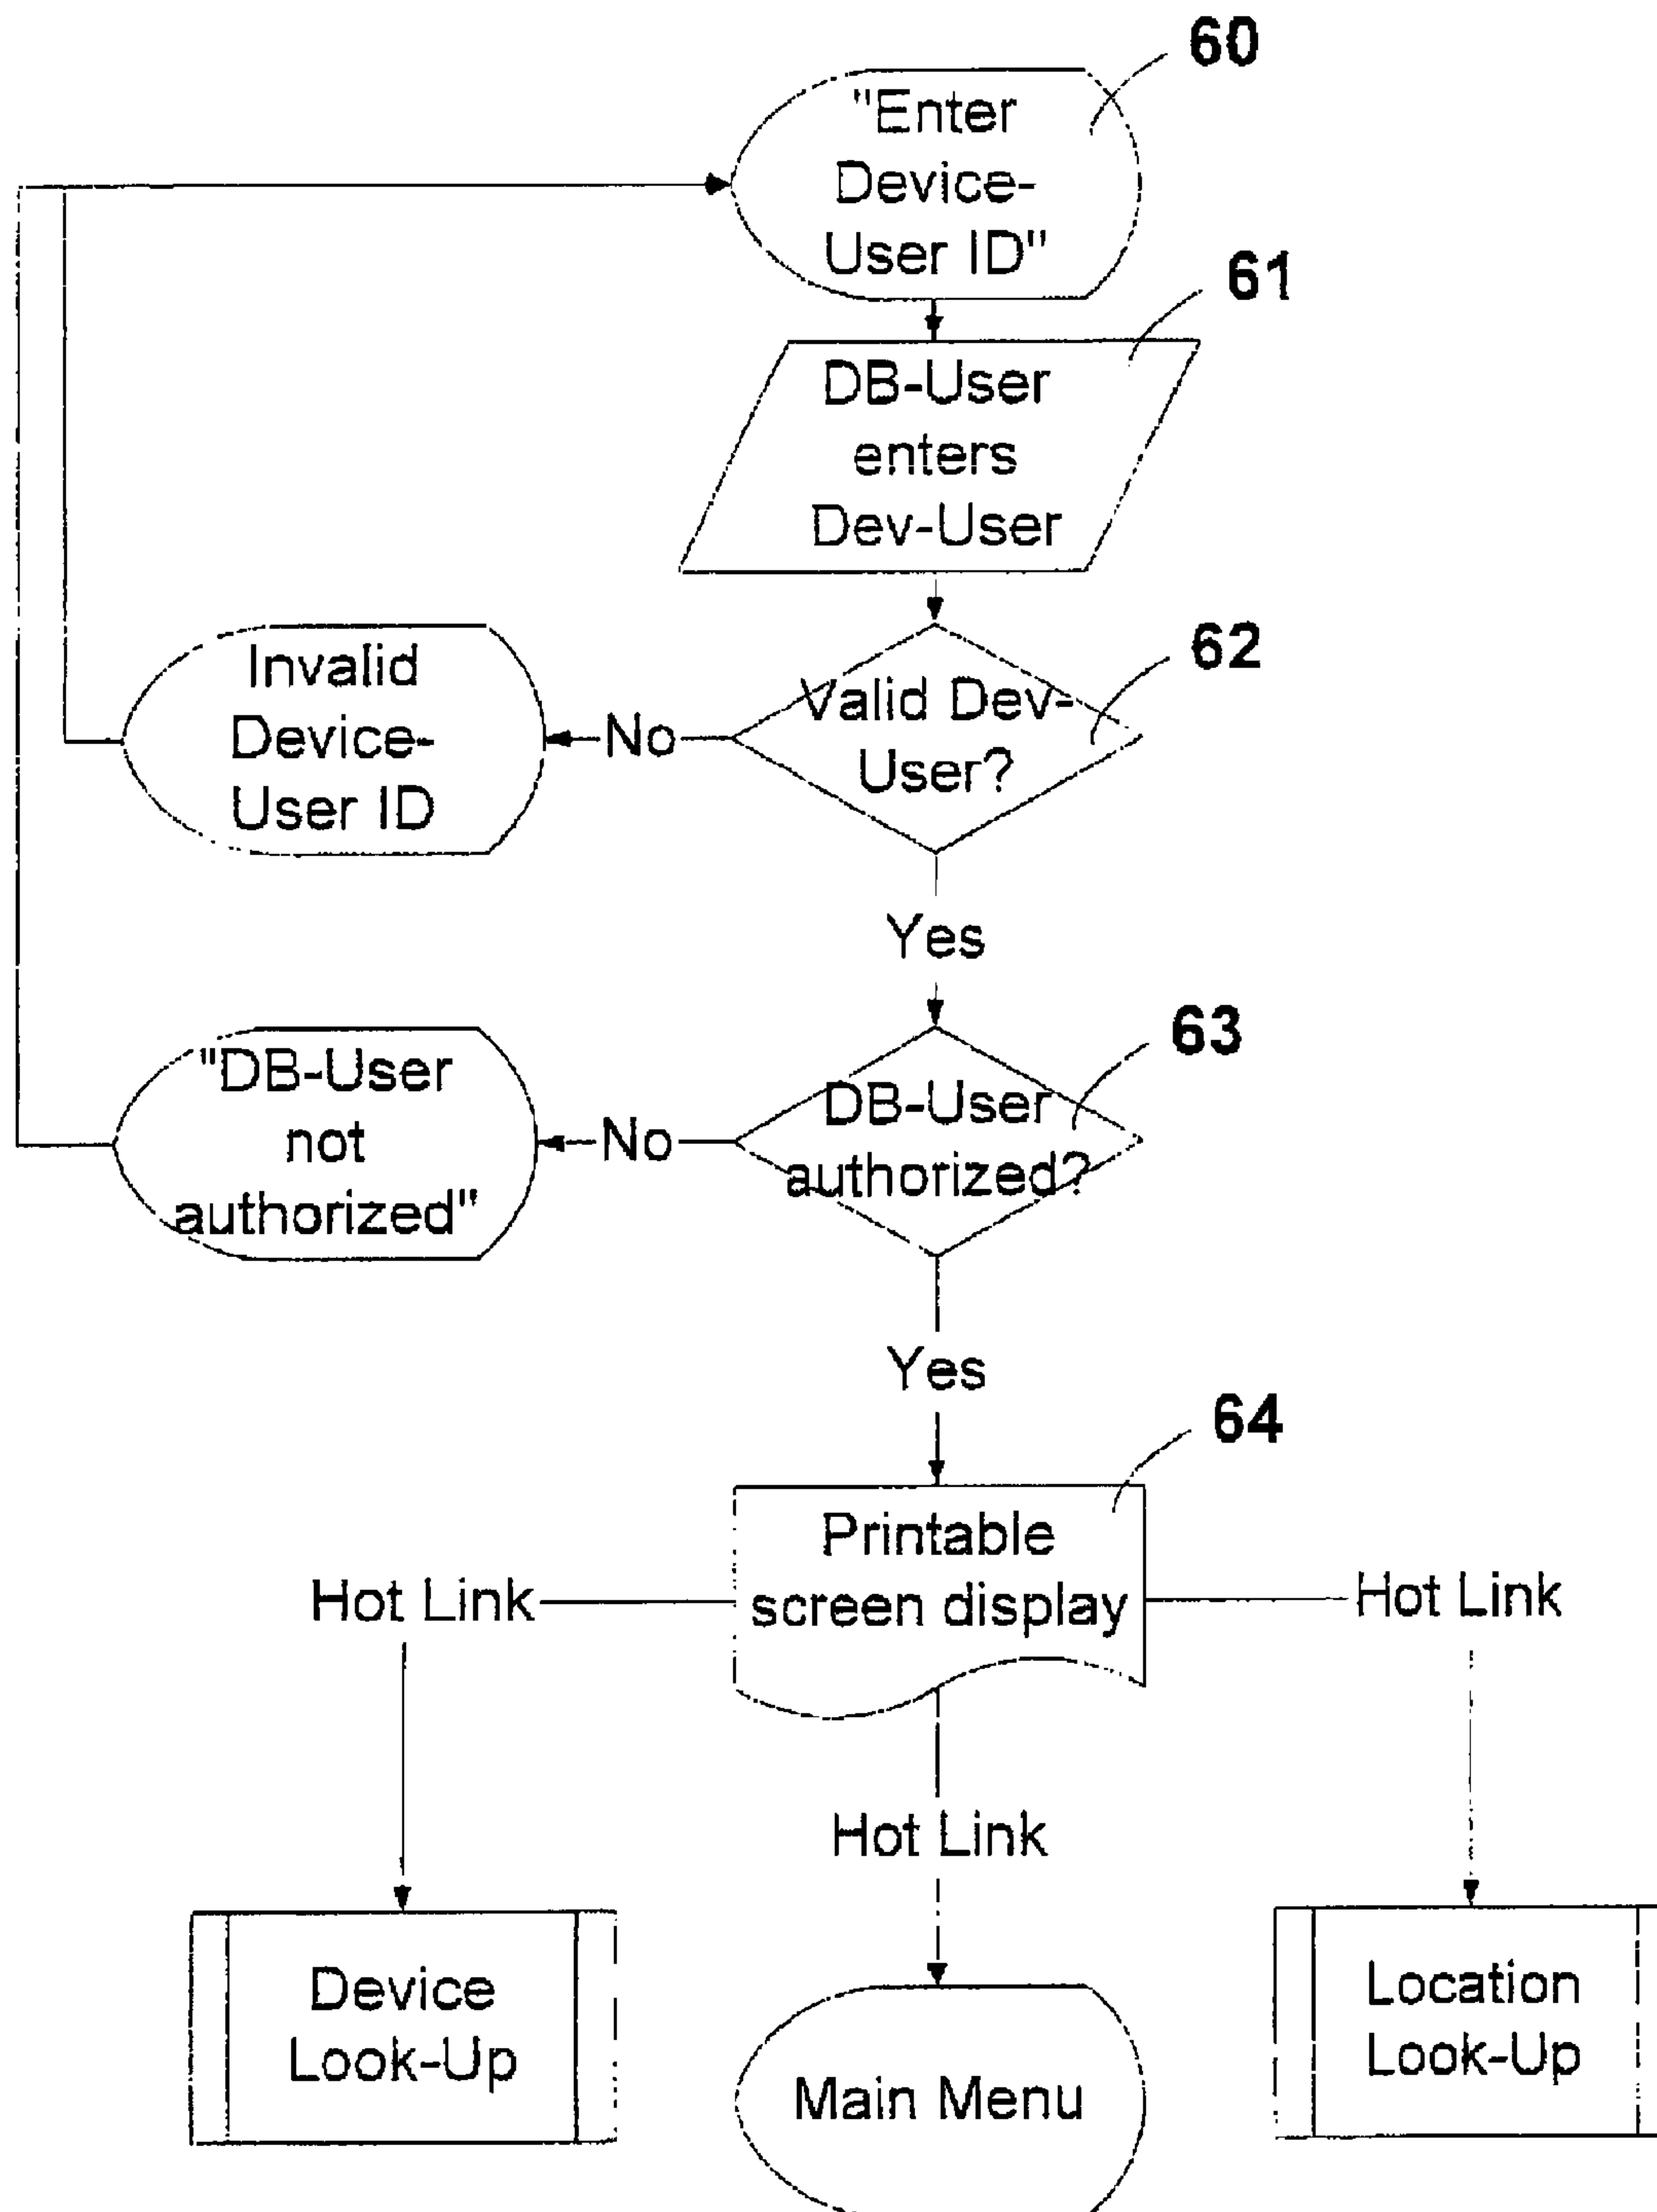 60
"Enter
Device-
User ID"
61
DB-User
enters
Dev-User
62
Valid Dev-
User?
No
Invalid
Device-
User ID
Yes
63
DB-User
authorized?
No
"DB-User
not
authorized"
Yes
64
Printable
screen display
Hot Link
Hot Link
Hot Link
Device
Look-Up
Main Menu
Location
Look-Up